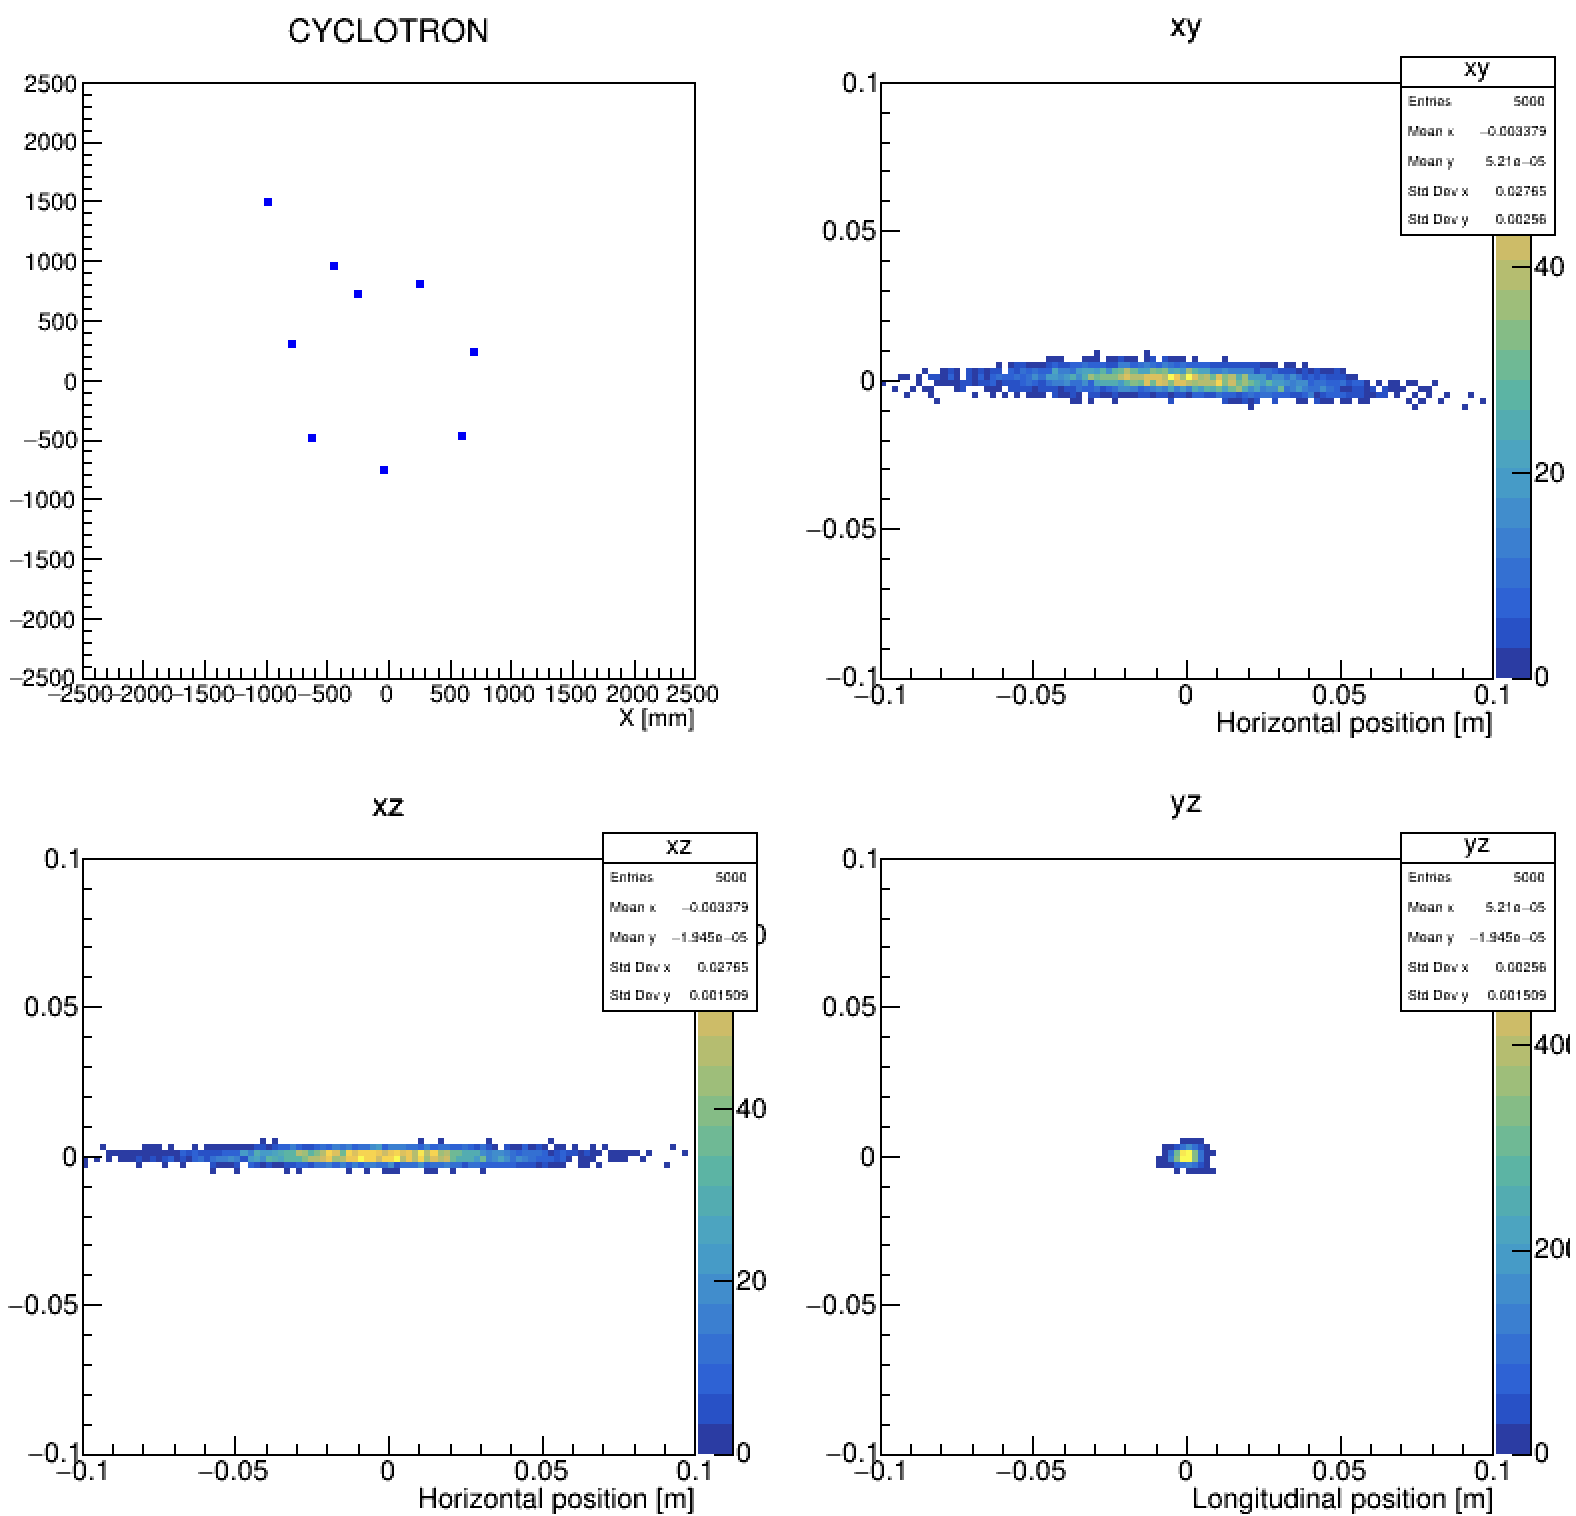 CYCLOTRON
2500
2000
1500
1000
500
0
−500
−1000
−1500
−2000
−2500
−2500 −2000 −1500 −1000 −500 0 500 1000 1500 2000 2500
X [mm]
xy
0.1
0.05
0
−0.05
−0.1
−0.1 −0.05 0 0.05 0.1
Horizontal position [m]
xy
Entries 5000
Mean x −0.003379
Mean y 5.21e−05
Std Dev x 0.02765
Std Dev y 0.00256
40
20
0
xz
0.1
0.05
0
−0.05
−0.1
−0.1 −0.05 0 0.05 0.1
Horizontal position [m]
xz
Entries 5000
Mean x −0.003379
Mean y −1.945e−05
Std Dev x 0.02765
Std Dev y 0.001509
40
20
0
yz
0.1
0.05
0
−0.05
−0.1
−0.1 −0.05 0 0.05 0.1
Longitudinal position [m]
yz
Entries 5000
Mean x 5.21e−05
Mean y −1.945e−05
Std Dev x 0.00256
Std Dev y 0.001509
400
200
0